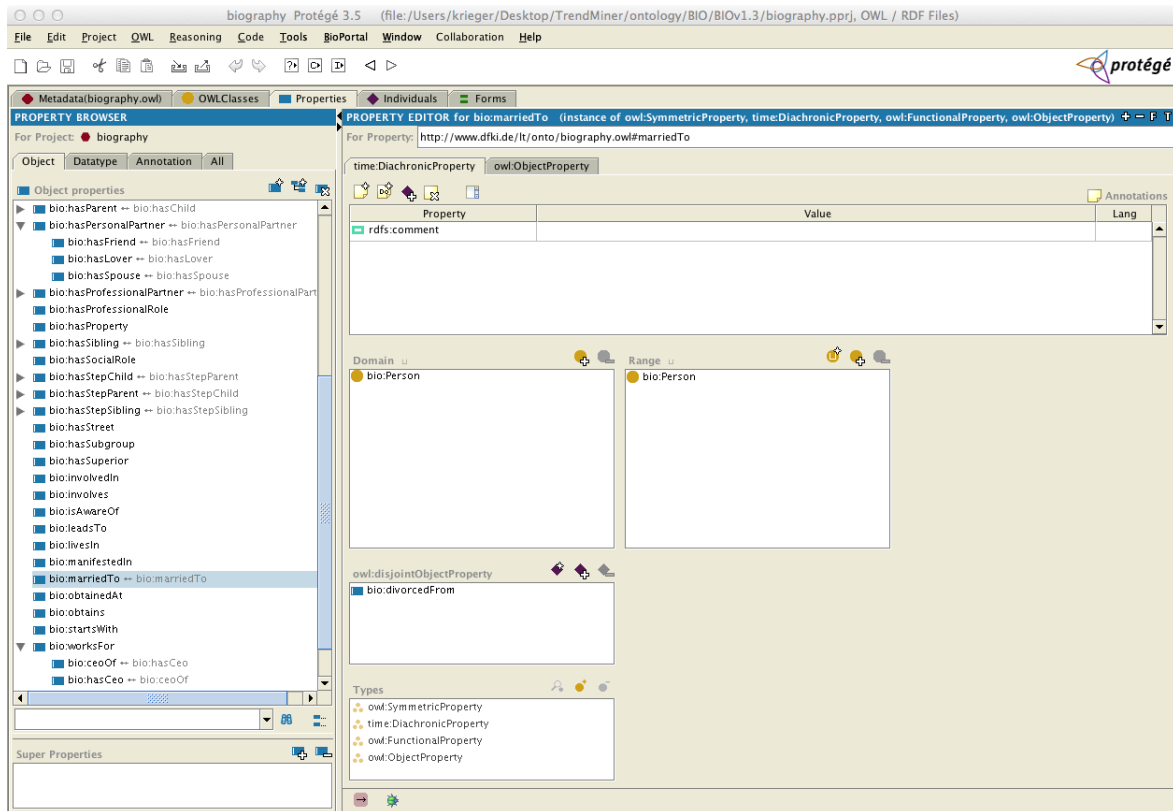 biography Protégé 3.5 (file:/Users/krieger/Desktop/TrendMiner/ontology/BIO/BIOv1.3/biography.pprj, OWL / RDF Files)
File Edit Project OWL Reasoning Code Tools BioPortal Window Collaboration Help
protégé
Metadata(biography.owl) OWLClasses Properties Individuals Forms
PROPERTY BROWSER
For Project: biography
Object Datatype Annotation All
Object properties
bio:hasParent ↔ bio:hasChild
bio:hasPersonalPartner ↔ bio:hasPersonalPartner
bio:hasFriend ↔ bio:hasFriend
bio:hasLover ↔ bio:hasLover
bio:hasSpouse ↔ bio:hasSpouse
bio:hasProfessionalPartner ↔ bio:hasProfessionalPart
bio:hasProfessionalRole
bio:hasProperty
bio:hasSibling ↔ bio:hasSibling
bio:hasSocialRole
bio:hasStepChild ↔ bio:hasStepParent
bio:hasStepParent ↔ bio:hasStepChild
bio:hasStepSibling ↔ bio:hasStepSibling
bio:hasStreet
bio:hasSubgroup
bio:hasSuperior
bio:involvedIn
bio:involves
bio:isAwareOf
bio:leadsTo
bio:livesIn
bio:manifestedIn
bio:marriedTo ↔ bio:marriedTo
bio:obtainedAt
bio:obtains
bio:startsWith
bio:worksFor
bio:ceoOf ↔ bio:hasCeo
bio:hasCeo ↔ bio:ceoOf
Super Properties
PROPERTY EDITOR for bio:marriedTo (instance of owl:SymmetricProperty, time:DiachronicProperty, owl:FunctionalProperty, owl:ObjectProperty) + − F T
For Property: http://www.dfki.de/lt/onto/biography.owl#marriedTo
time:DiachronicProperty owl:ObjectProperty
Annotations
Property Value Lang
rdfs:comment
Domain ⊔
bio:Person
Range ⊔
bio:Person
owl:disjointObjectProperty
bio:divorcedFrom
Types
owl:SymmetricProperty
time:DiachronicProperty
owl:FunctionalProperty
owl:ObjectProperty